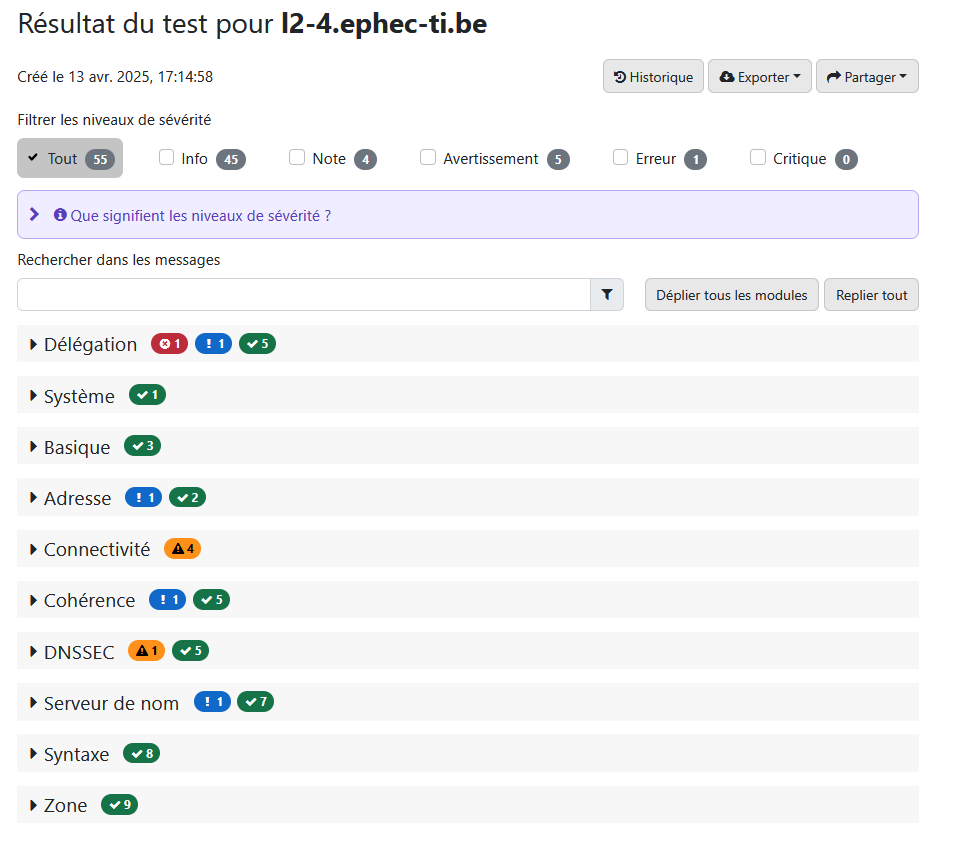 Résultat du test pour l2-4.ephec-ti.be
Créé le 13 avr. 2025, 17:14:58
Historique
Exporter
Partager
Filtrer les niveaux de sévérité
Tout 55
Info 45
Note 4
Avertissement 5
Erreur 1
Critique 0
Que signifient les niveaux de sévérité ?
Rechercher dans les messages
Déplier tous les modules
Replier tout
Délégation 1 1 5
Système 1
Basique 3
Adresse 1 2
Connectivité 4
Cohérence 1 5
DNSSEC 1 5
Serveur de nom 1 7
Syntaxe 8
Zone 9